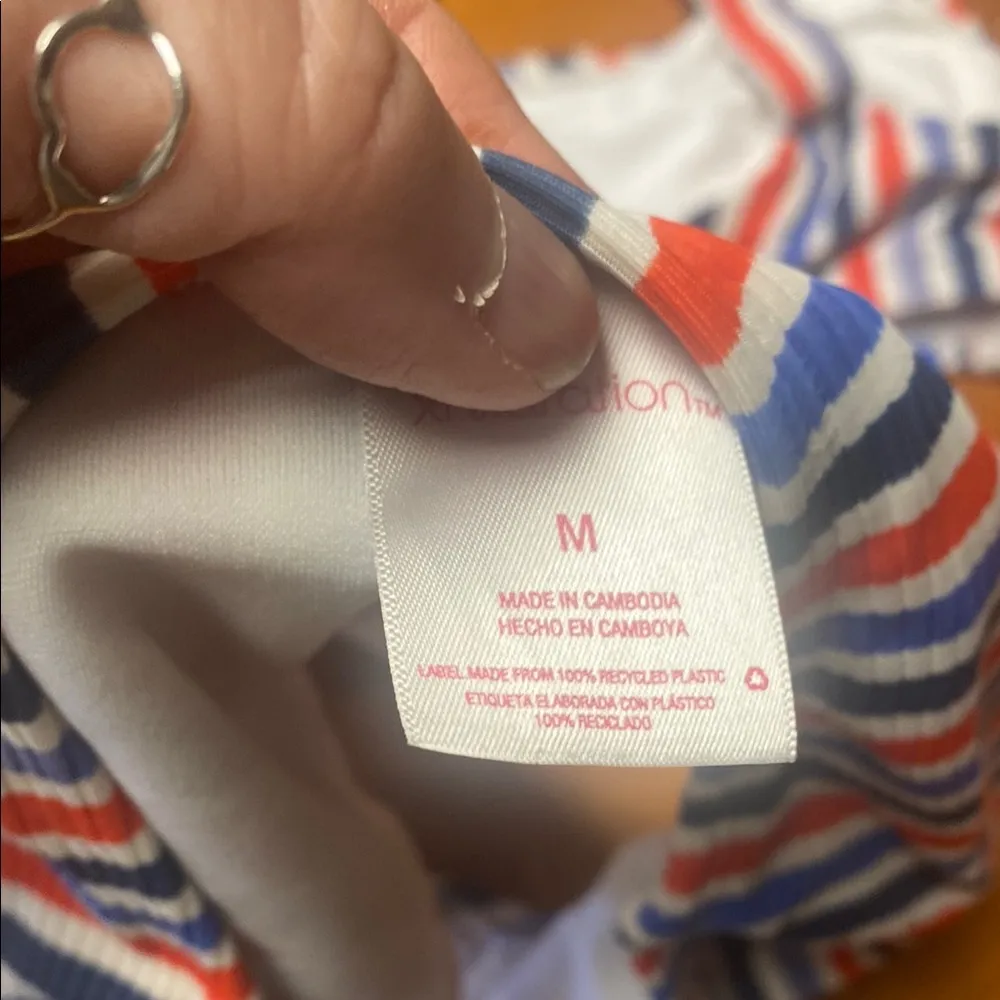 M
MADE IN CAMBODIA
HECHO EN CAMBOYA
LABEL MADE FROM 100% RECYCLED PLASTIC
ETIQUETA ELABORADA CON PLÁSTICO
100% RECICLADO